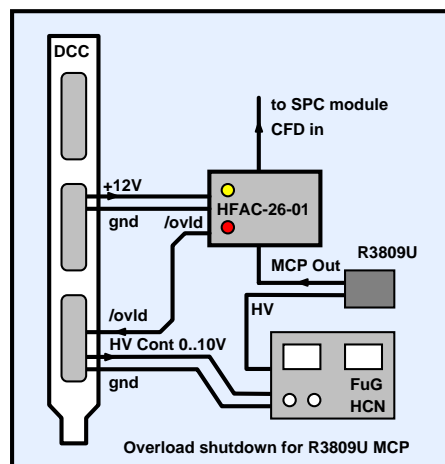 DCC
to SPC module
CFD in
+12V
gnd
/ovld
HFAC-26-01
R3809U
MCP Out
HV
/ovld
HV Cont 0..10V
gnd
FuG
HCN
Overload shutdown for R3809U MCP